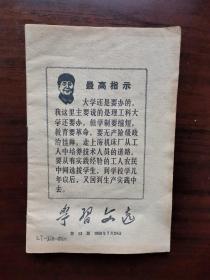 最高指示
大学还是要办的，
我这里主要说的是理工科大
学还要办，但学制要缩短，
教育要革命，要无产阶级政
治挂帅，走上海机床厂从工
人中培养技术人员的道路。
要从有实践经验的工人农民
中间选拔学生，到学校学几
年以后，又回到生产实践中
去。
学习文选